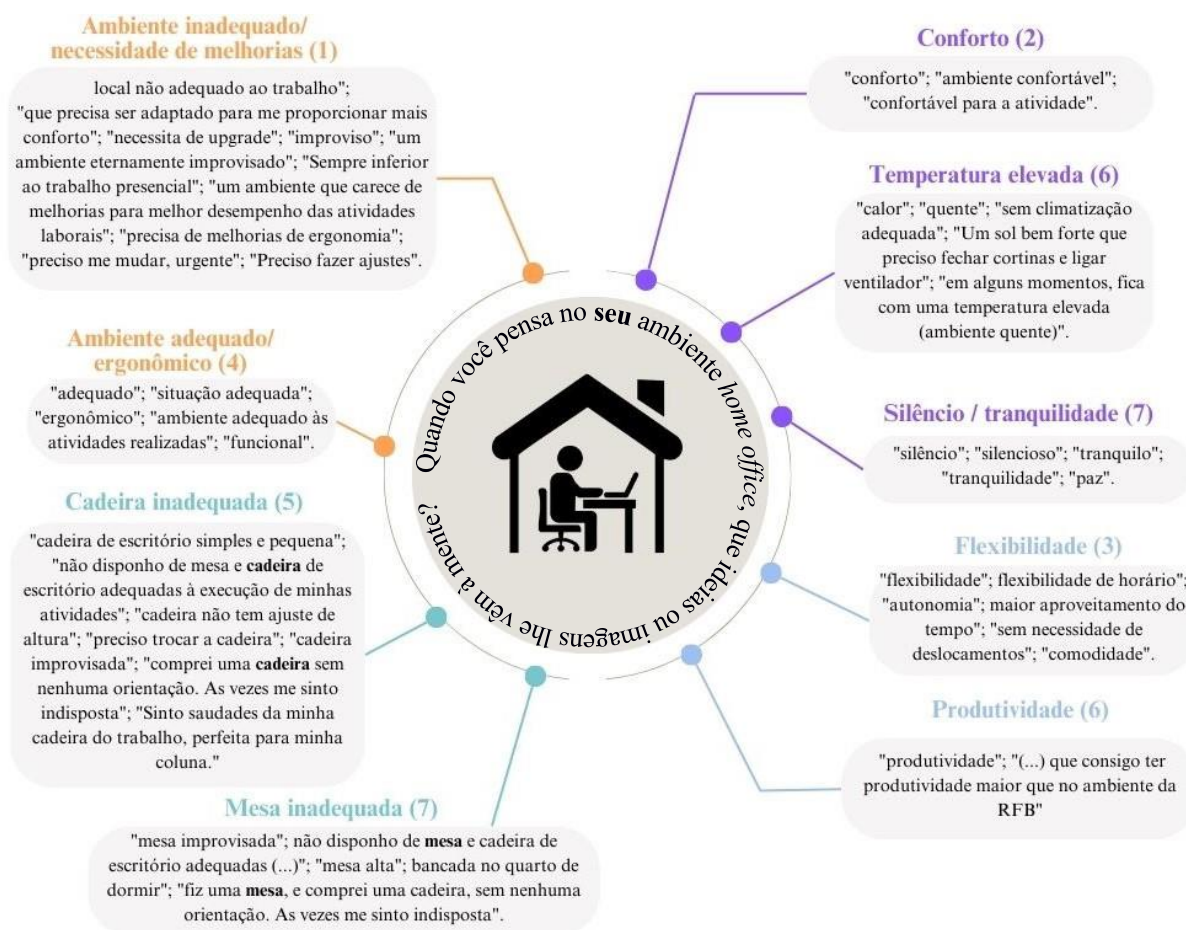 Ambiente inadequado/
necessidade de melhorias (1)
local não adequado ao trabalho";
"que precisa ser adaptado para me proporcionar mais
conforto"; "necessita de upgrade"; "improviso"; "um
ambiente eternamente improvisado"; "Sempre inferior
ao trabalho presencial"; "um ambiente que carece de
melhorias para melhor desempenho das atividades
laborais"; "precisa de melhorias de ergonomia";
"preciso me mudar, urgente"; "Preciso fazer ajustes".
Ambiente adequado/
ergonômico (4)
"adequado"; "situação adequada";
"ergonômico"; "ambiente adequado às
atividades realizadas"; "funcional".
Cadeira inadequada (5)
"cadeira de escritório simples e pequena";
"não disponho de mesa e cadeira de
escritório adequadas à execução de minhas
atividades"; "cadeira não tem ajuste de
altura"; "preciso trocar a cadeira"; "cadeira
improvisada"; "comprei uma cadeira sem
nenhuma orientação. As vezes me sinto
indisposta"; "Sinto saudades da minha
cadeira do trabalho, perfeita para minha
coluna."
Mesa inadequada (7)
"mesa improvisada"; não disponho de mesa e cadeira de
escritório adequadas (...)"; "mesa alta"; bancada no quarto de
dormir"; "fiz uma mesa, e comprei uma cadeira, sem nenhuma
orientação. As vezes me sinto indisposta".
Quando você pensa no seu ambiente home office, que ideias ou imagens lhe vêm à mente?
Conforto (2)
"conforto"; "ambiente confortável";
"confortável para a atividade".
Temperatura elevada (6)
"calor"; "quente"; "sem climatização
adequada"; "Um sol bem forte que
preciso fechar cortinas e ligar
ventilador"; "em alguns momentos, fica
com uma temperatura elevada
(ambiente quente)".
Silêncio / tranquilidade (7)
"silêncio"; "silencioso"; "tranquilo";
"tranquilidade"; "paz".
Flexibilidade (3)
"flexibilidade"; flexibilidade de horário";
"autonomia"; maior aproveitamento do
tempo"; "sem necessidade de
deslocamentos"; "comodidade".
Produtividade (6)
"produtividade"; "(...) que consigo ter
produtividade maior que no ambiente da
RFB"